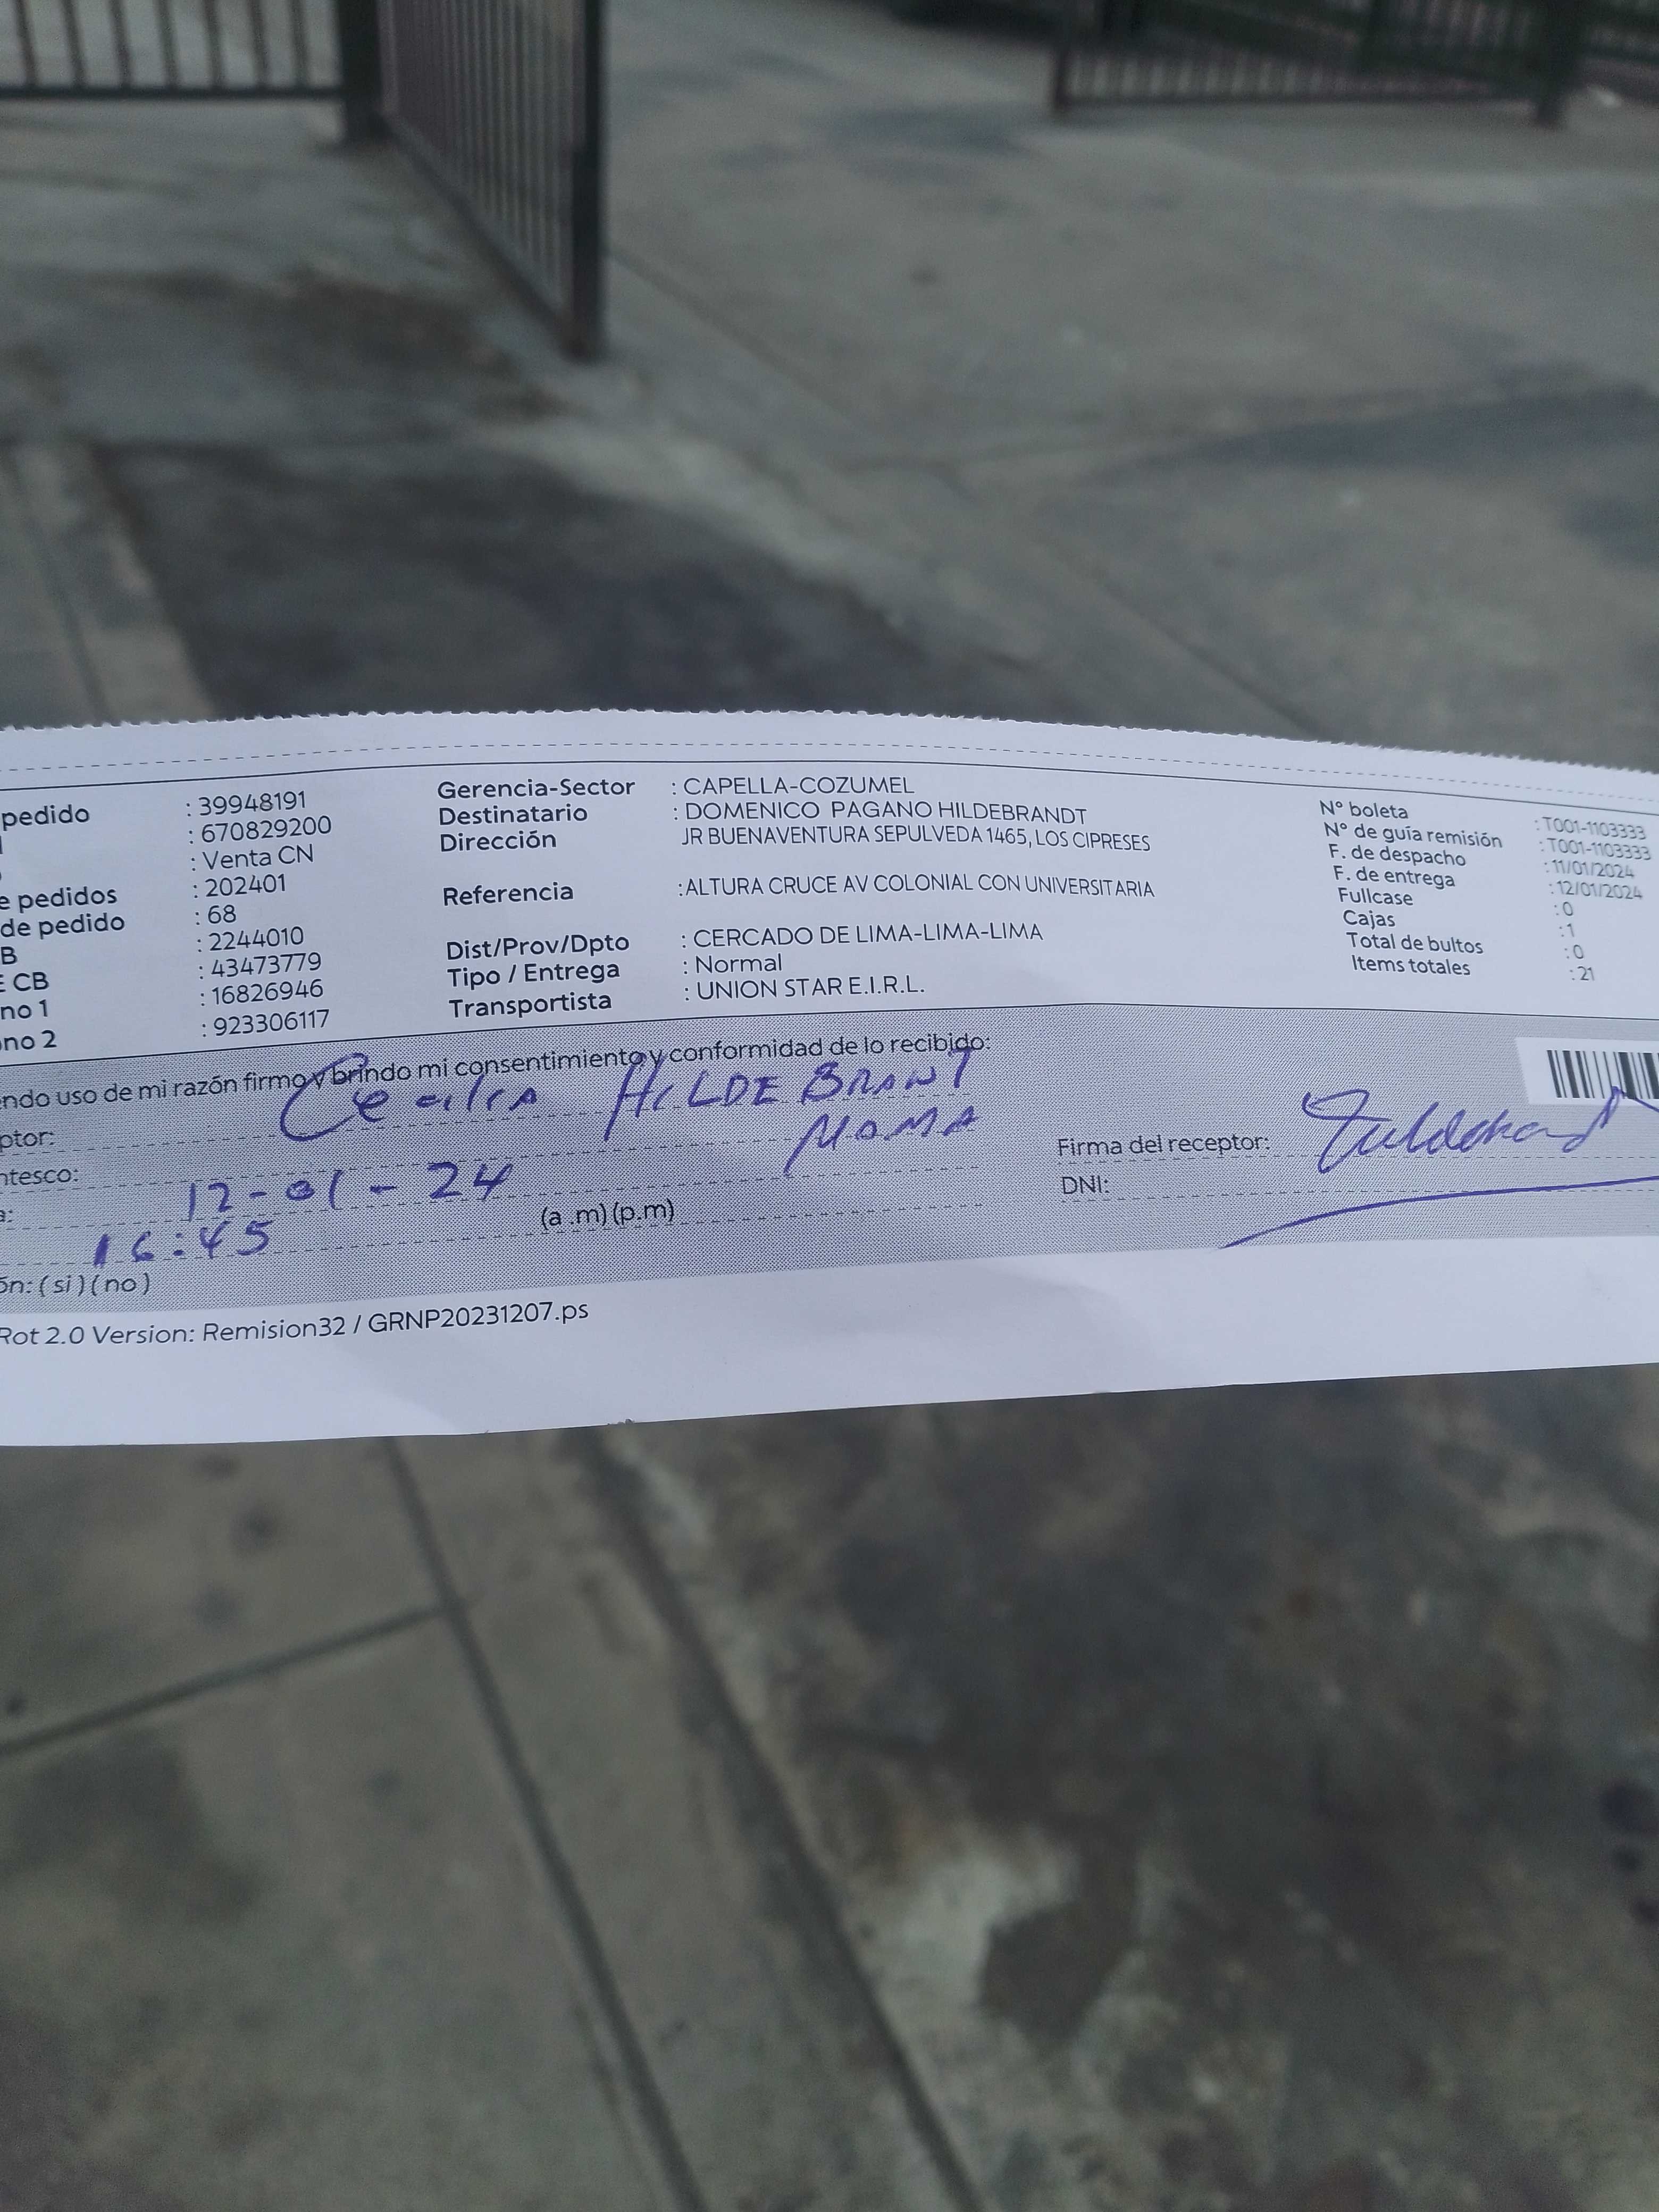 pedido : 39948191
: 670829200
: Venta CN
e pedidos : 202401
de pedido : 68
B : 2244010
E CB : 43473779
no 1 : 16826946
ono 2 : 923306117
Gerencia-Sector : CAPELLA-COZUMEL
Destinatario : DOMENICO PAGANO HILDEBRANDT
Dirección JR BUENAVENTURA SEPULVEDA 1465, LOS CIPRESES
Referencia : ALTURA CRUCE AV COLONIAL CON UNIVERSITARIA
Dist/Prov/Dpto : CERCADO DE LIMA-LIMA-LIMA
Tipo / Entrega : Normal
Transportista : UNION STAR E.I.R.L.
N° boleta : T001-1103333
N° de guía remisión : T001-1103333
F. de despacho : 11/01/2024
F. de entrega : 12/01/2024
Fullcase : 0
Cajas : 1
Total de bultos : 0
Items totales : 21
ndo uso de mi razón firmo y brindo mi consentimiento y conformidad de lo recibido:
ptor: Cecilia HILDEBRANT
ntesco: MAMA
a: 12-01-24
16:45 (a .m) (p.m)
ón: ( si ) ( no )
Firma del receptor:
DNI:
Rot 2.0 Version: Remision32 / GRNP20231207.ps